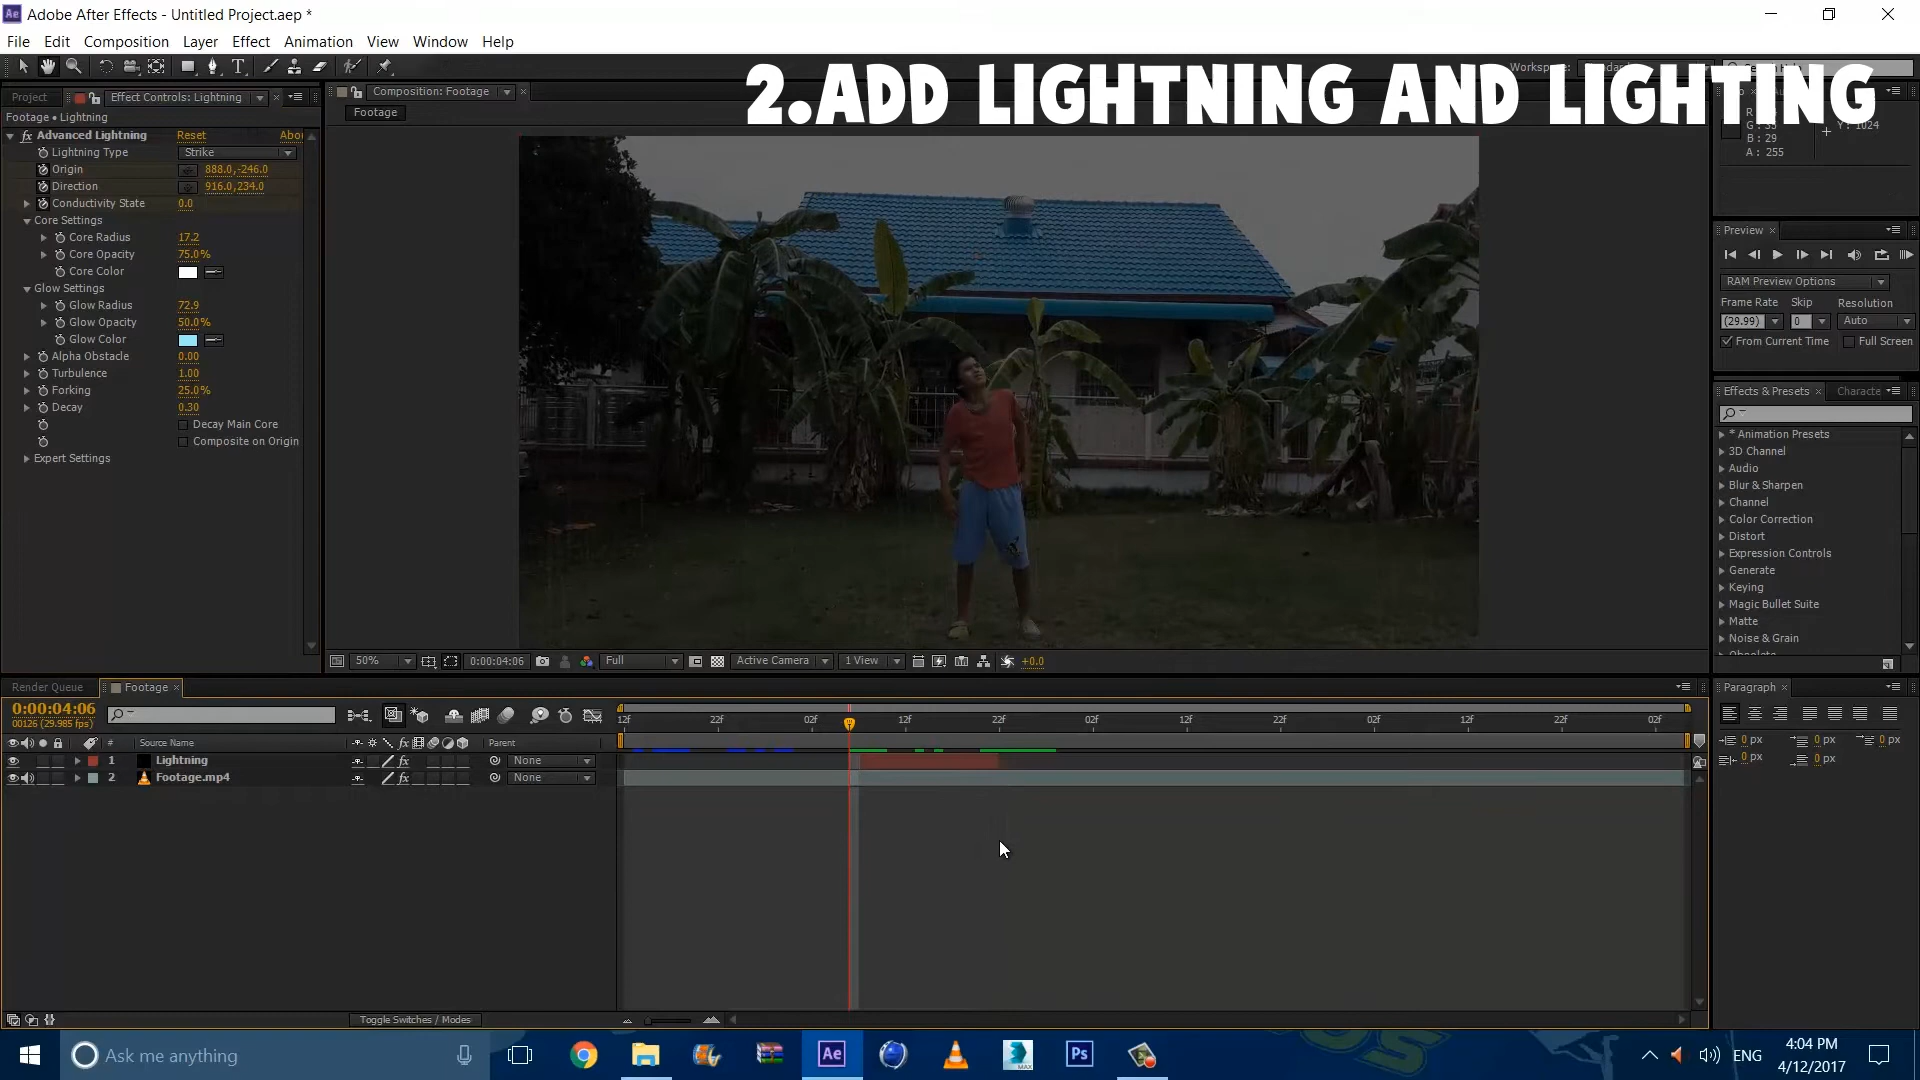 Adobe After Effects - Untitled Project.aep *
File Edit Composition Layer Effect Animation View Window Help
Workspace:
2.ADD LIGHTNING AND LIGHTING
Project Effect Controls: Lightning
Composition: Footage
Footage • Lightning
Footage
Advanced Lightning Reset
Lightning Type Strike
Origin 888.0,-246.0
Direction 916.0,234.0
Conductivity State 0.0
Core Settings
Core Radius 17.2
Core Opacity 75.0%
Core Color
Glow Settings
Glow Radius 72.9
Glow Opacity 50.0%
Glow Color
Alpha Obstacle 0.00
Turbulence 1.00
Forking 25.0%
Decay 0.30
Decay Main Core
Composite on Origin
Expert Settings
50% 0:00:04:06 Full Active Camera 1 View +0.0
B: 29
A: 255
Y: 1024
Preview
RAM Preview Options
Frame Rate Skip Resolution
(29.99) 0 Auto
From Current Time Full Screen
Effects & Presets Characte
* Animation Presets
3D Channel
Audio
Blur & Sharpen
Channel
Color Correction
Distort
Expression Controls
Generate
Keying
Magic Bullet Suite
Matte
Noise & Grain
Render Queue Footage
0:00:04:06
00126 (29.985 fps)
12f 22f 02f 12f 22f 02f 12f 22f 02f 12f 22f 02f
# Source Name Parent
1 Lightning None
2 Footage.mp4 None
Toggle Switches / Modes
Paragraph
0 px 0 px 0 px
0 px 0 px
Ask me anything
Ae Ps MAX
ENG
4:04 PM
4/12/2017